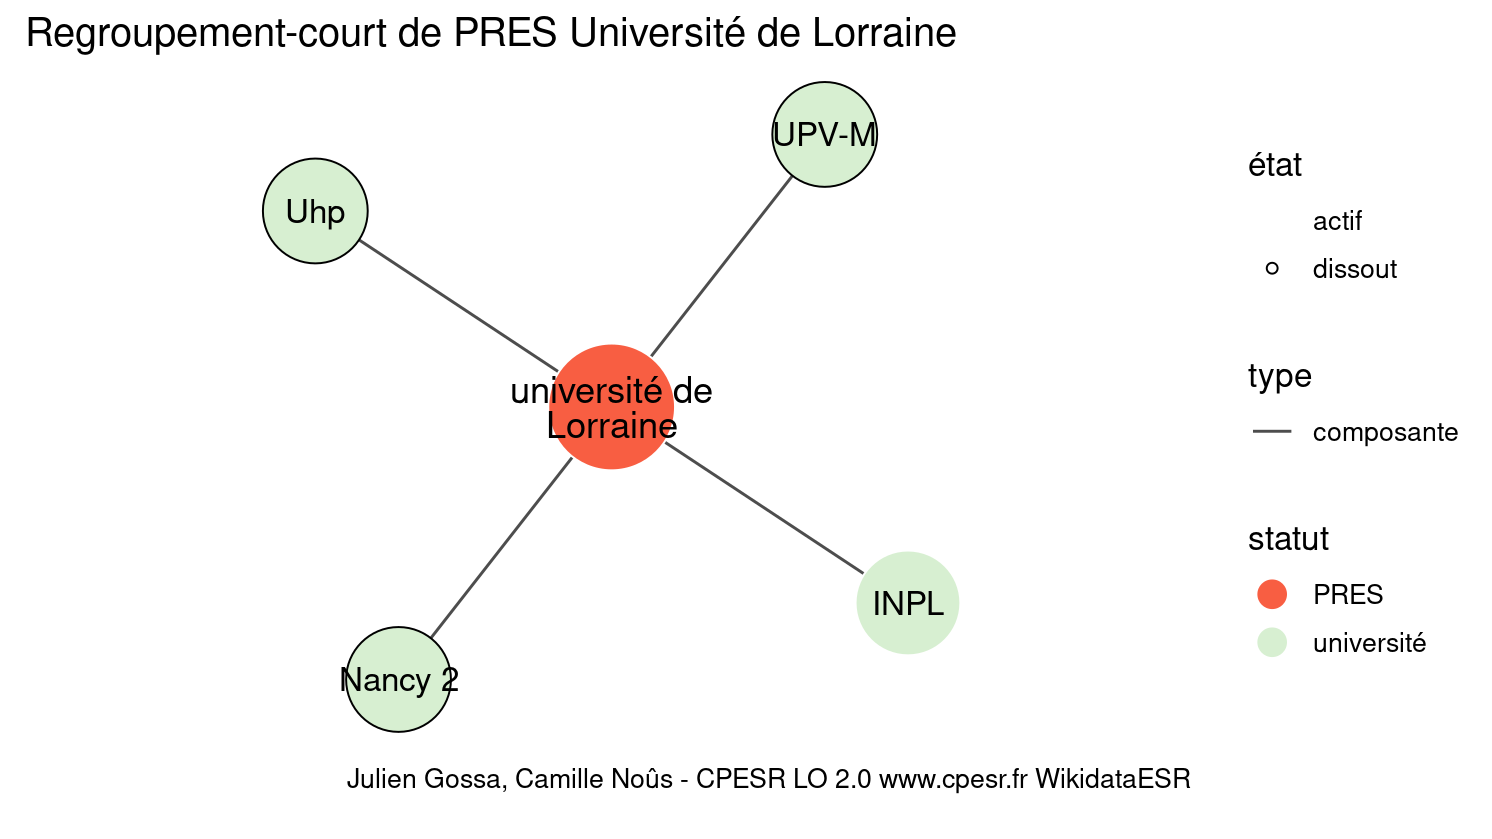 Regroupement-court de PRES Université de Lorraine
UPV-M
Uhp
université de
Lorraine
INPL
Nancy 2
état
actif
dissout
type
composante
statut
PRES
université
Julien Gossa, Camille Noûs - CPESR LO 2.0 www.cpesr.fr WikidataESR